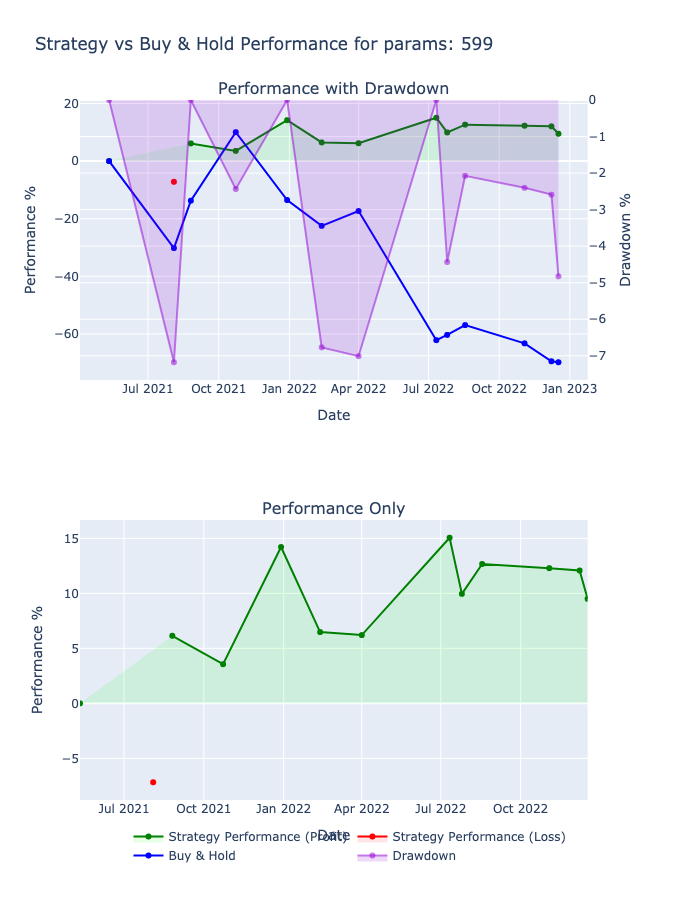 Strategy vs Buy & Hold Performance for params: 599
Performance with Drawdown
20
0
−20
−40
−60
Performance %
0
−1
−2
−3
−4
−5
−6
−7
Drawdown %
Jul 2021 Oct 2021 Jan 2022 Apr 2022 Jul 2022 Oct 2022 Jan 2023
Date
Performance Only
15
10
5
0
−5
Performance %
Jul 2021 Oct 2021 Jan 2022 Apr 2022 Jul 2022 Oct 2022
Date
Strategy Performance (Profit) Strategy Performance (Loss)
Buy & Hold Drawdown